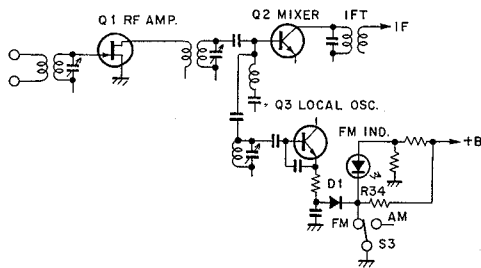 Q1 RF AMP.
Q2 MIXER
IFT
IF
Q3 LOCAL OSC.
FM IND.
+B
D1
R34
FM
AM
S3